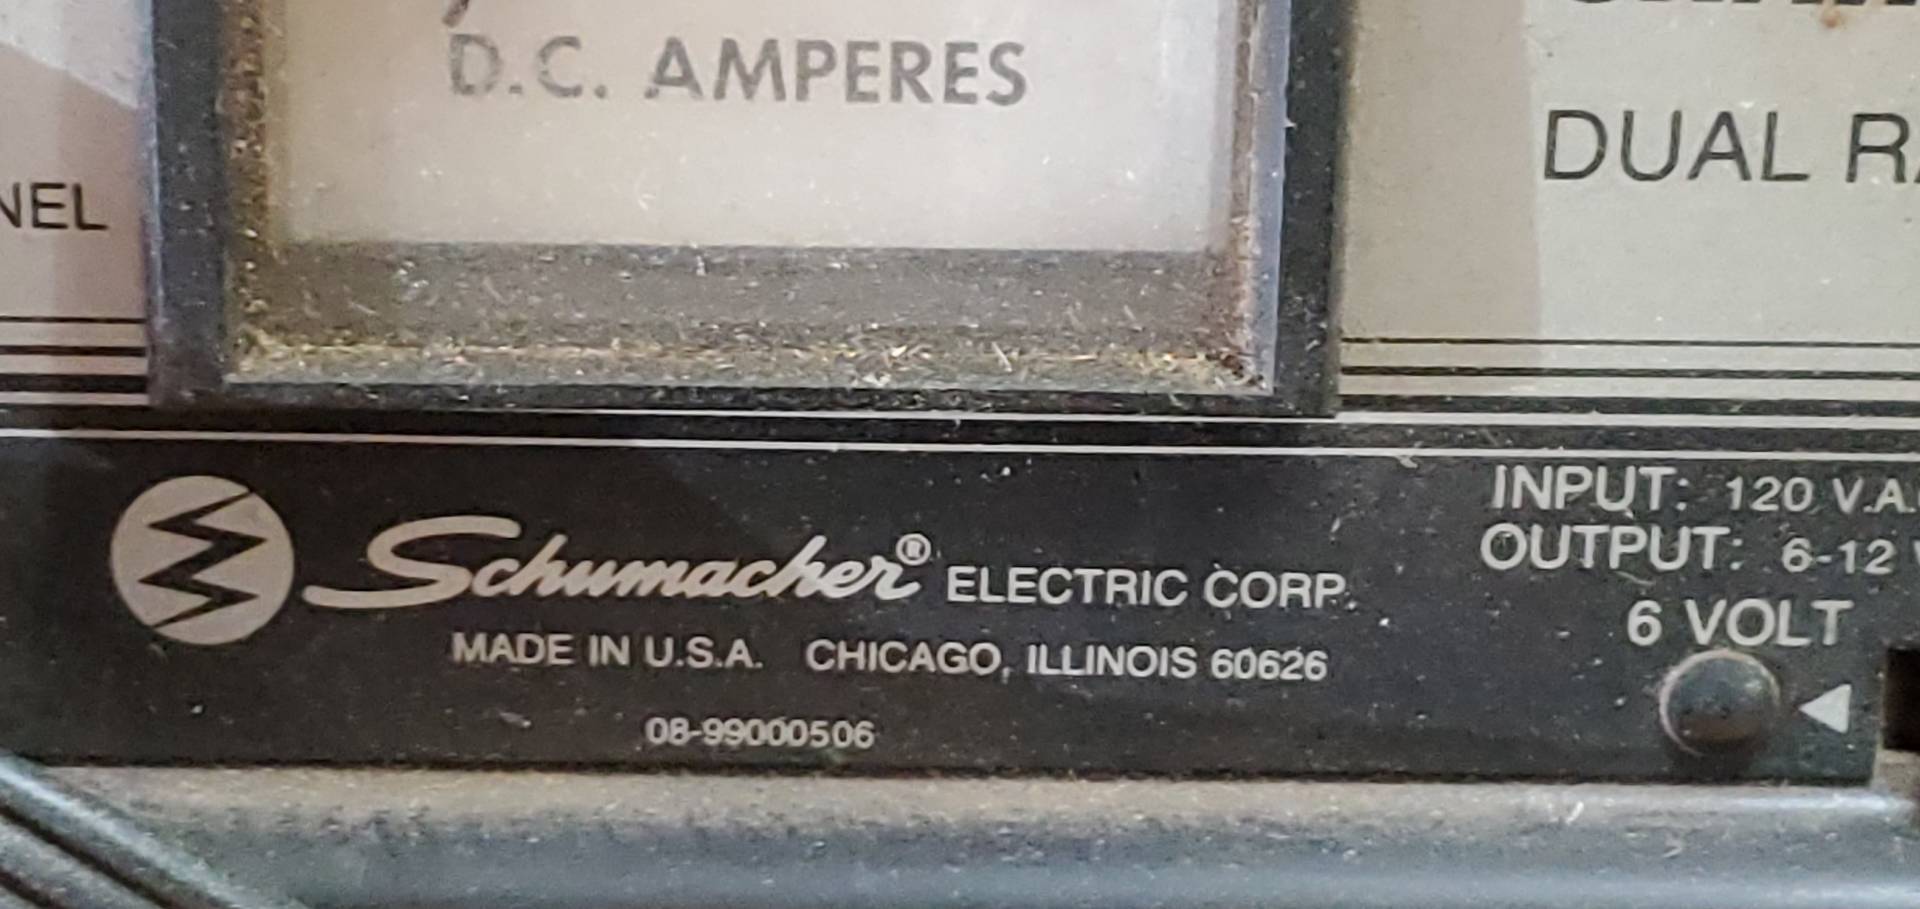 D.C. AMPERES
DUAL
Schumacher® ELECTRIC CORP.
MADE IN U.S.A. CHICAGO, ILLINOIS 60626
08-99000506
INPUT: 120 V.A.
OUTPUT: 6-12
6 VOLT